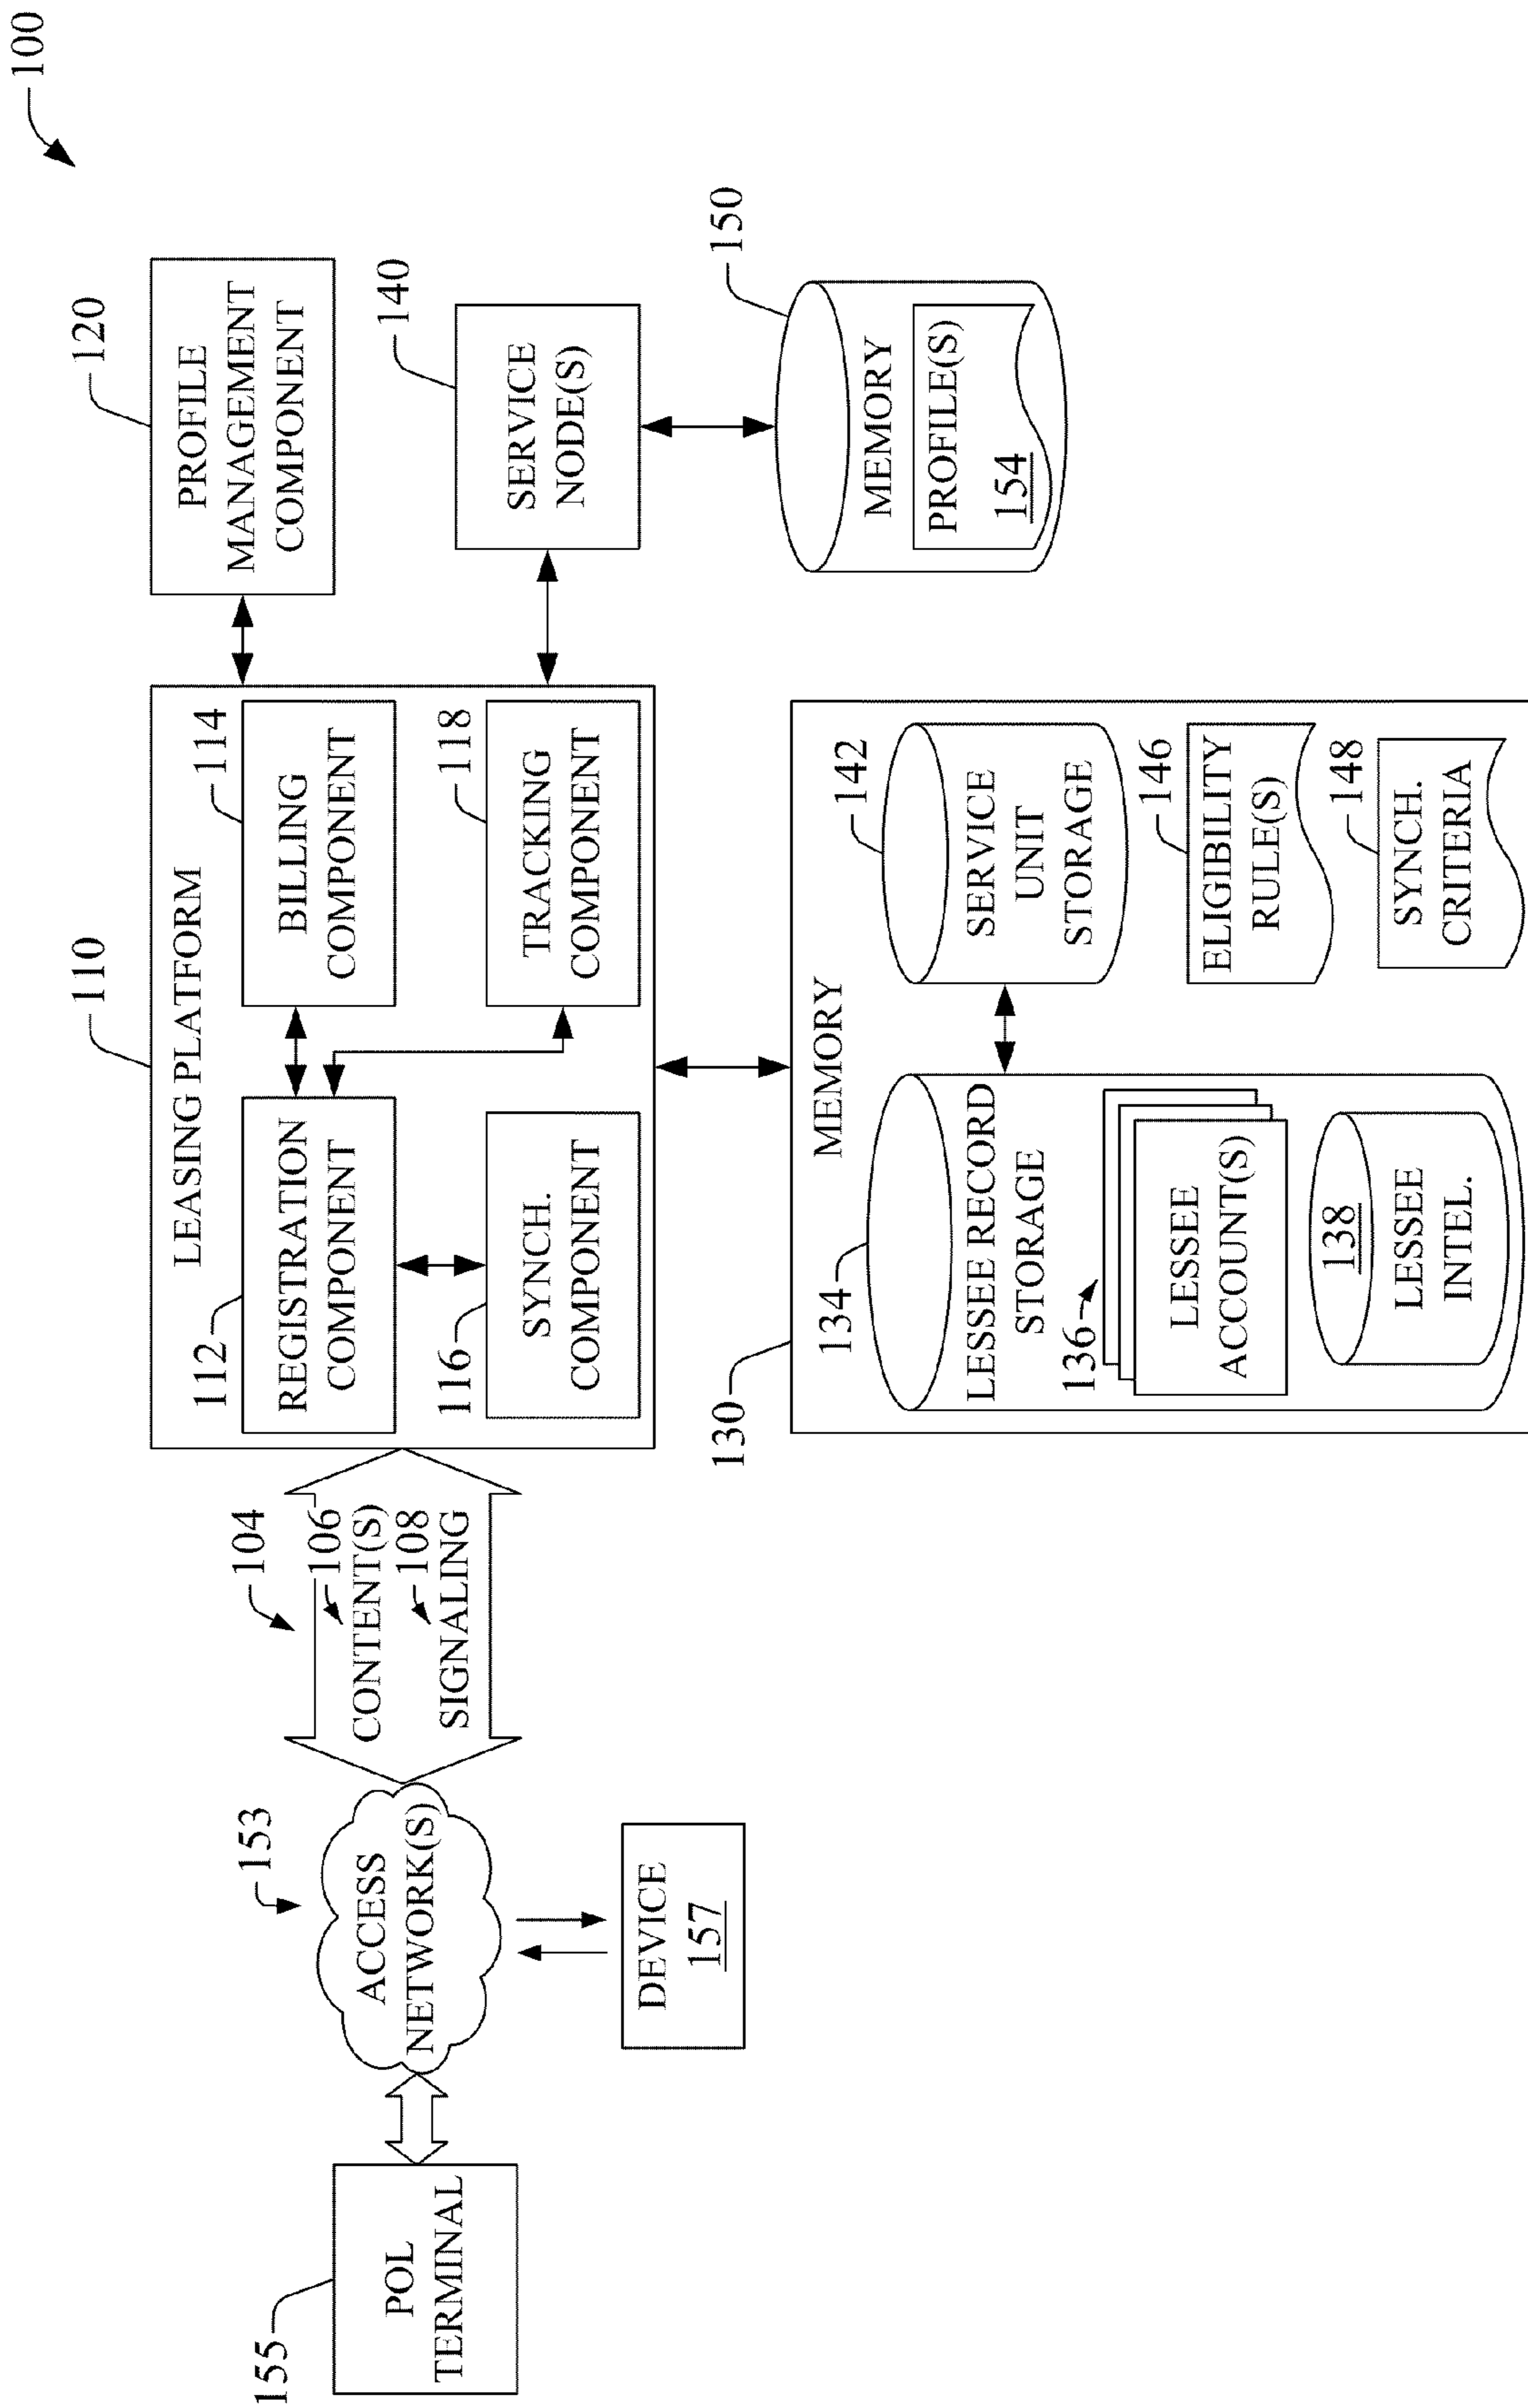 100
110
LEASING PLATFORM
112
REGISTRATION
COMPONENT
114
BILLING
COMPONENT
116
SYNCH.
COMPONENT
118
TRACKING
COMPONENT
120
PROFILE
MANAGEMENT
COMPONENT
140
SERVICE
NODE(S)
150
MEMORY
PROFILE(S)
154
104
106
CONTENT(S)
108
SIGNALING
153
ACCESS
NETWORK(S)
155
POL
TERMINAL
DEVICE
157
130
MEMORY
134
LESSEE RECORD
STORAGE
136
LESSEE
ACCOUNT(S)
138
LESSEE
INTEL.
142
SERVICE
UNIT
STORAGE
146
ELIGIBILITY
RULE(S)
148
SYNCH.
CRITERIA